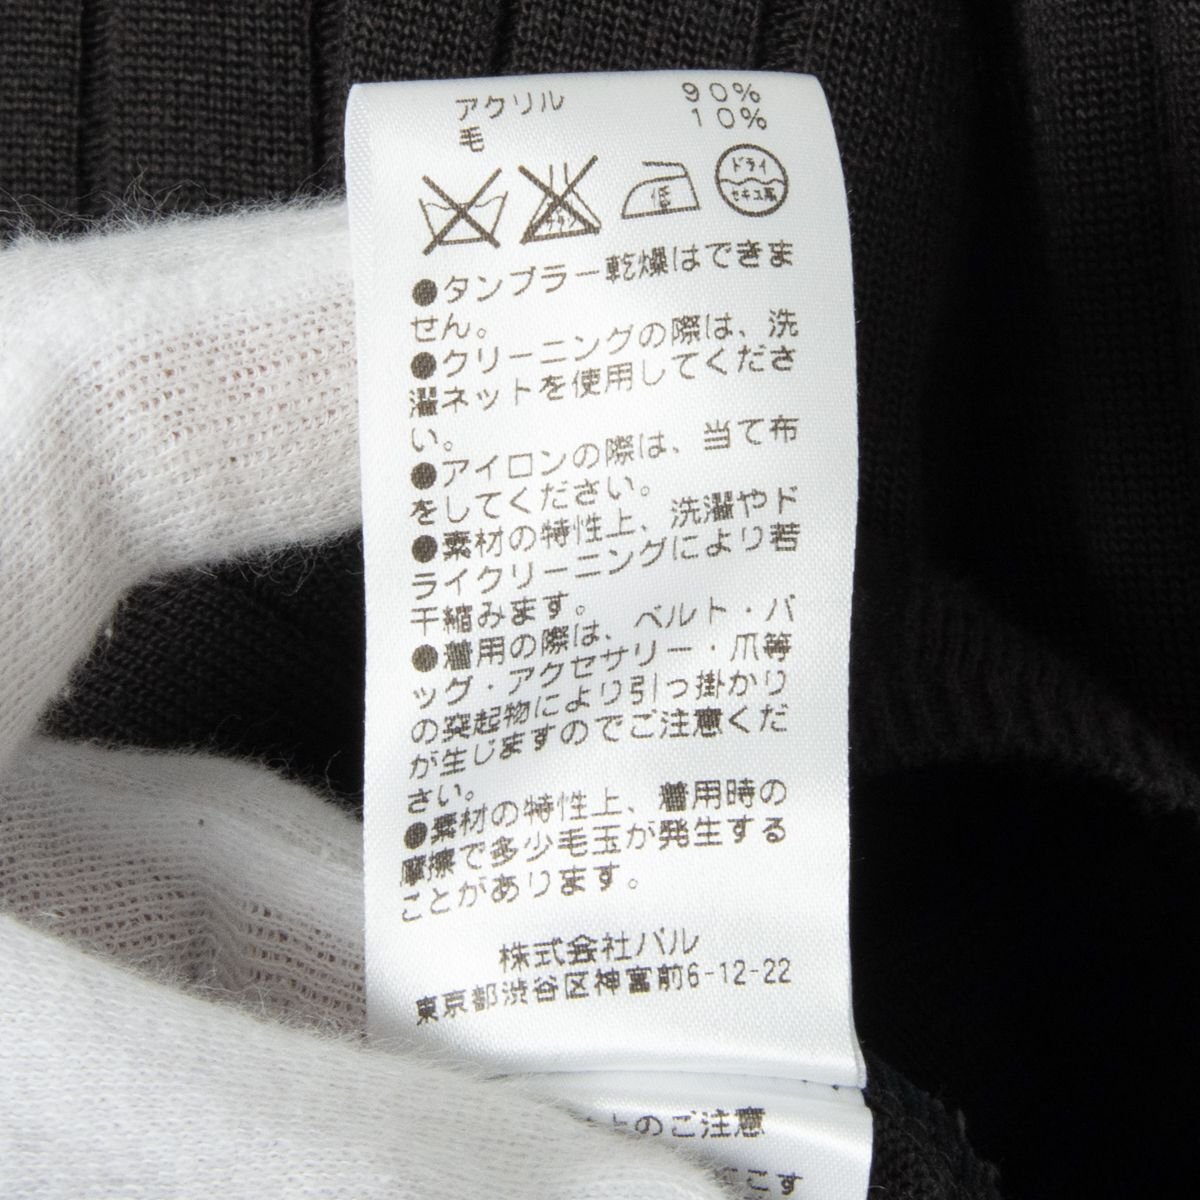 アクリル 90%
毛 10%
低
ドライ
セキユ系
●タンブラー乾燥はできま
せん。
●クリーニングの際は、洗
濯ネットを使用してくださ
い。
●アイロンの際は、当て布
をしてください。
●素材の特性上、洗濯やド
ライクリーニングにより若
干縮みます。
●着用の際は、ベルト・バ
ッグ・アクセサリー・爪等
の突起物により引っ掛かり
が生じますのでご注意くだ
さい。
●素材の特性上、着用時の
摩擦で多少毛玉が発生する
ことがあります。
株式会社パル
東京都渋谷区神宮前6-12-22
上のご注意
こす